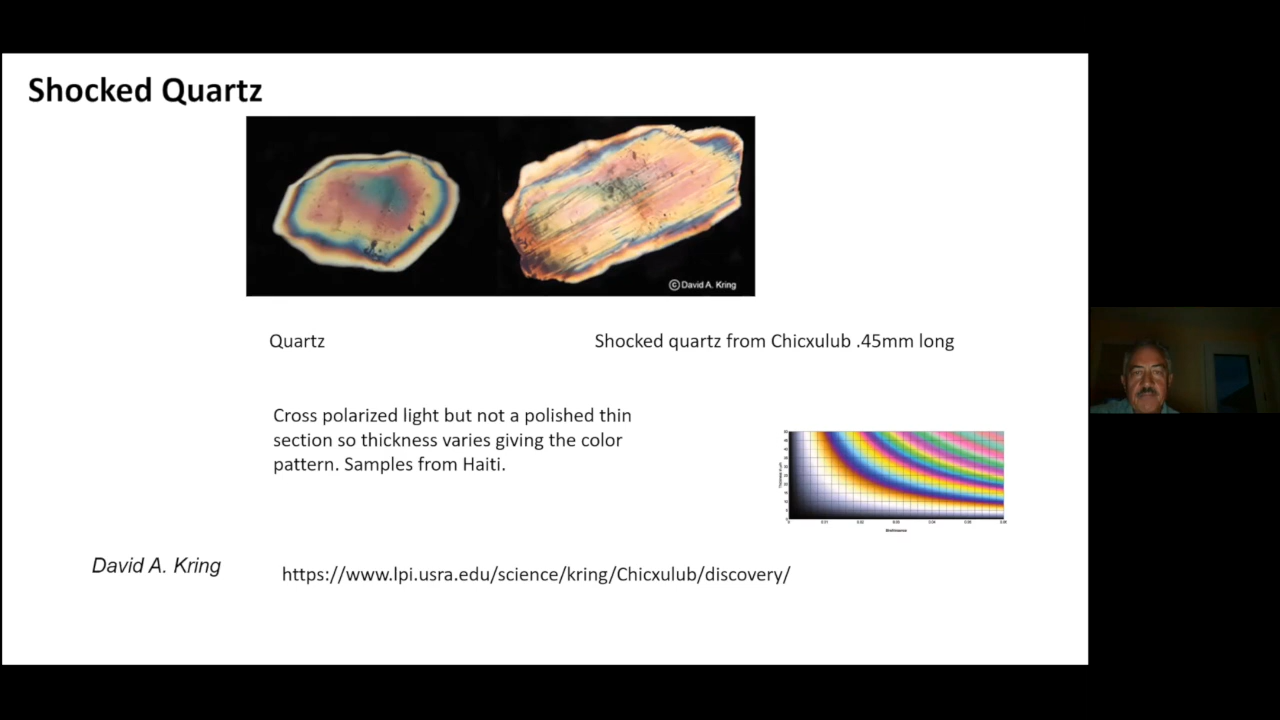 Shocked Quartz
©David A. Kring
Quartz
Shocked quartz from Chicxulub .45mm long
Cross polarized light but not a polished thin
section so thickness varies giving the color
pattern. Samples from Haiti.
David A. Kring
https://www.lpi.usra.edu/science/kring/Chicxulub/discovery/